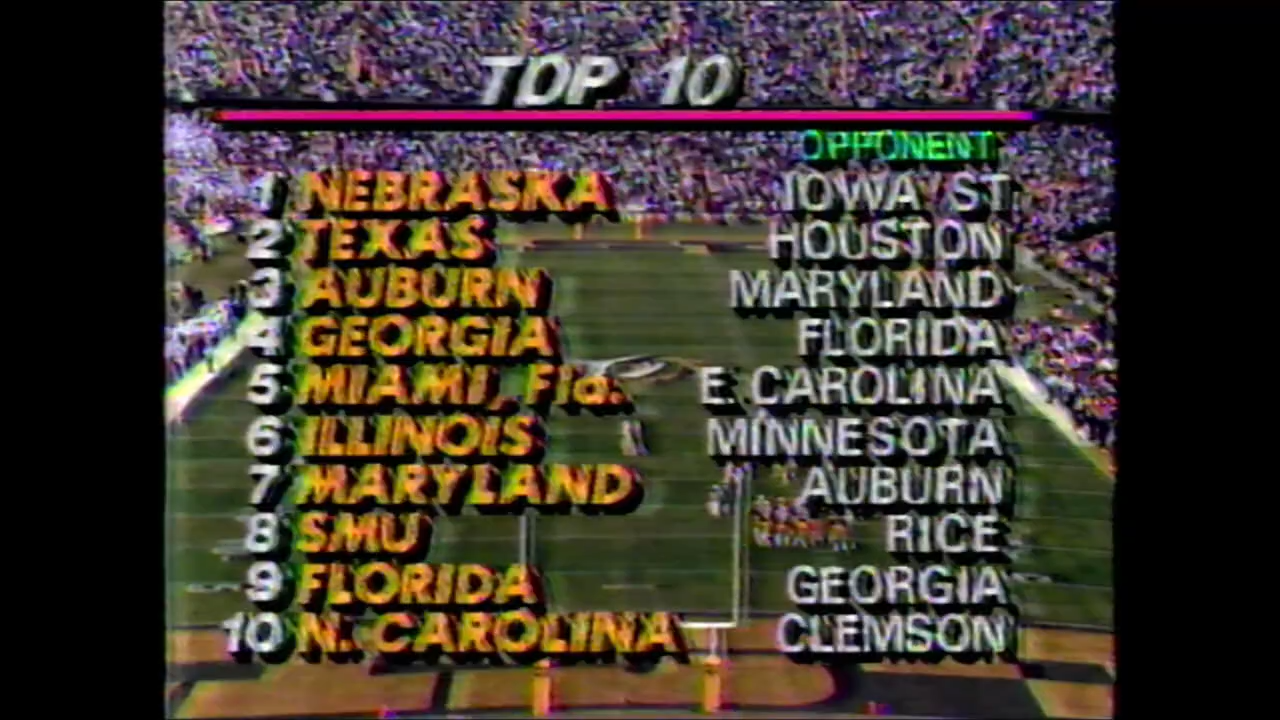 TOP 10
OPPONENT
1 NEBRASKA IOWA ST
2 TEXAS HOUSTON
3 AUBURN MARYLAND
4 GEORGIA FLORIDA
5 MIAMI, Fla. E. CAROLINA
6 ILLINOIS MINNESOTA
7 MARYLAND AUBURN
8 SMU RICE
9 FLORIDA GEORGIA
10 N. CAROLINA CLEMSON